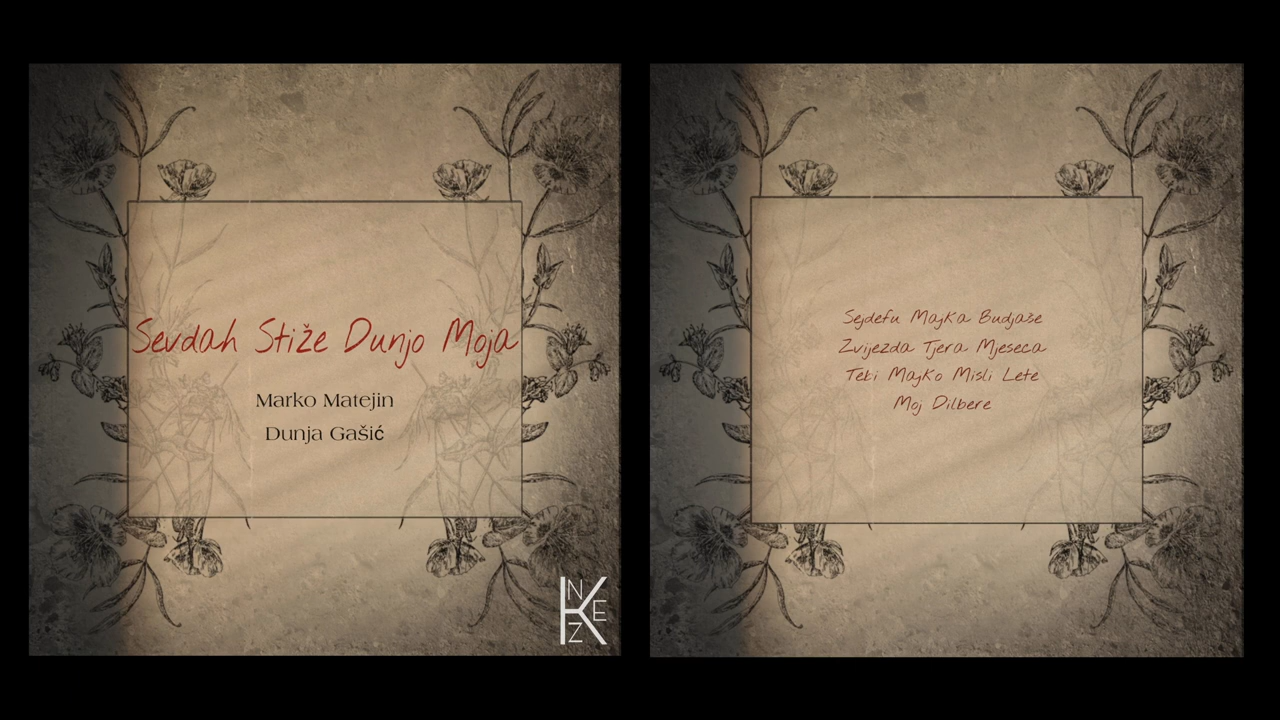 Sevdah Stiže Dunjo Moja
Marko Matejin
Dunja Gašić
KNEZ
Sejdefu Majka Budjaše
Zvijezda Tjera Mjeseca
Tebi Majko Misli Lete
Moj Dilbere